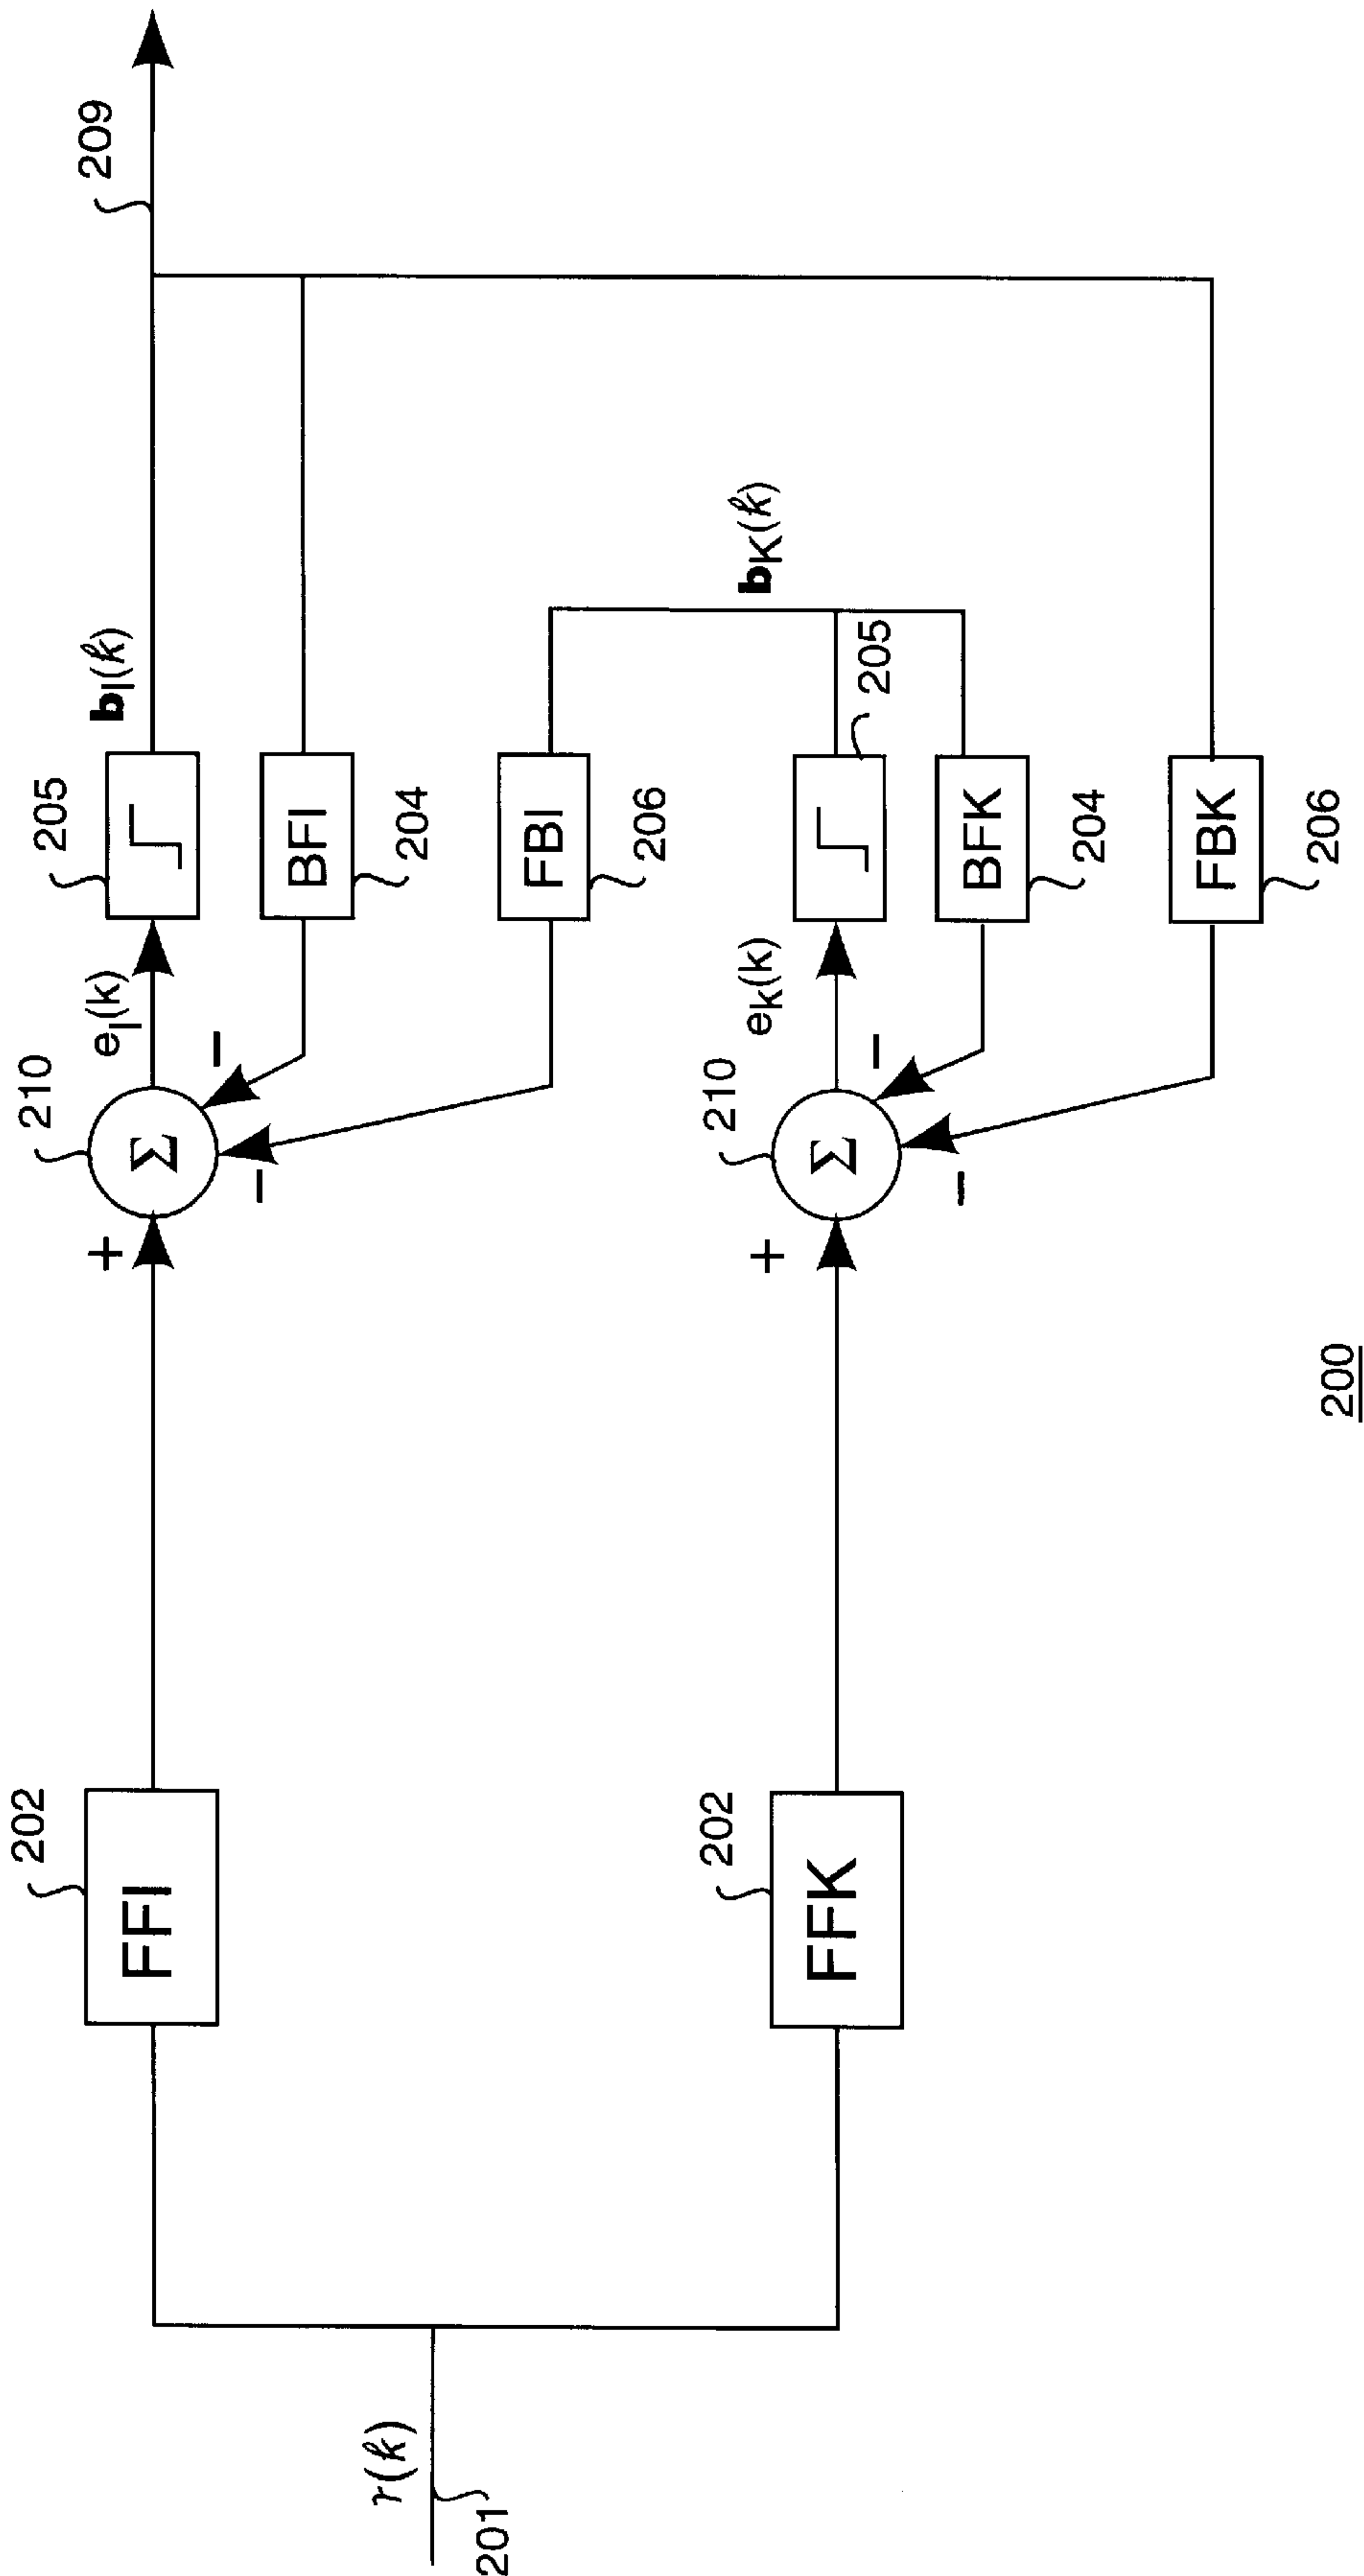 209
b_I(k)
205
e_I(k)
210
Σ
+
−
−
BFI
204
FBI
206
202
FFI
b_K(k)
205
e_k(k)
210
Σ
+
−
−
BFK
204
FBK
206
202
FFK
r(k)
201
200